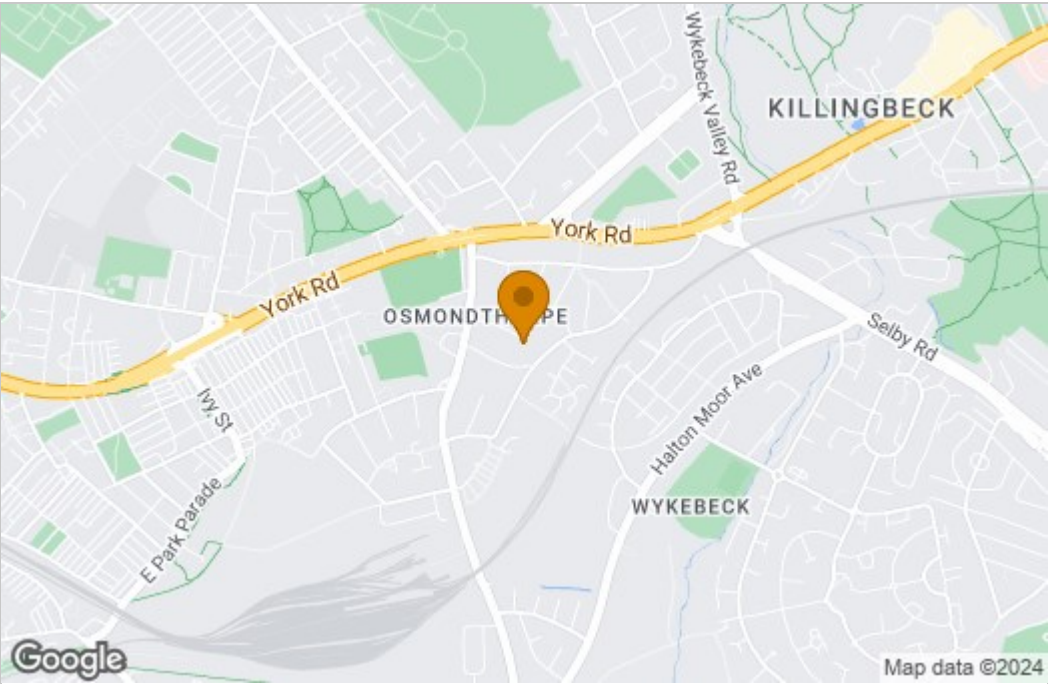 Wykebeck Valley Rd
KILLINGBECK
York Rd
York Rd
OSMONDTH PE
Selby Rd
Ivy St
Halton Moor Ave
WYKEBECK
E Park Parade
Google
Map data ©2024